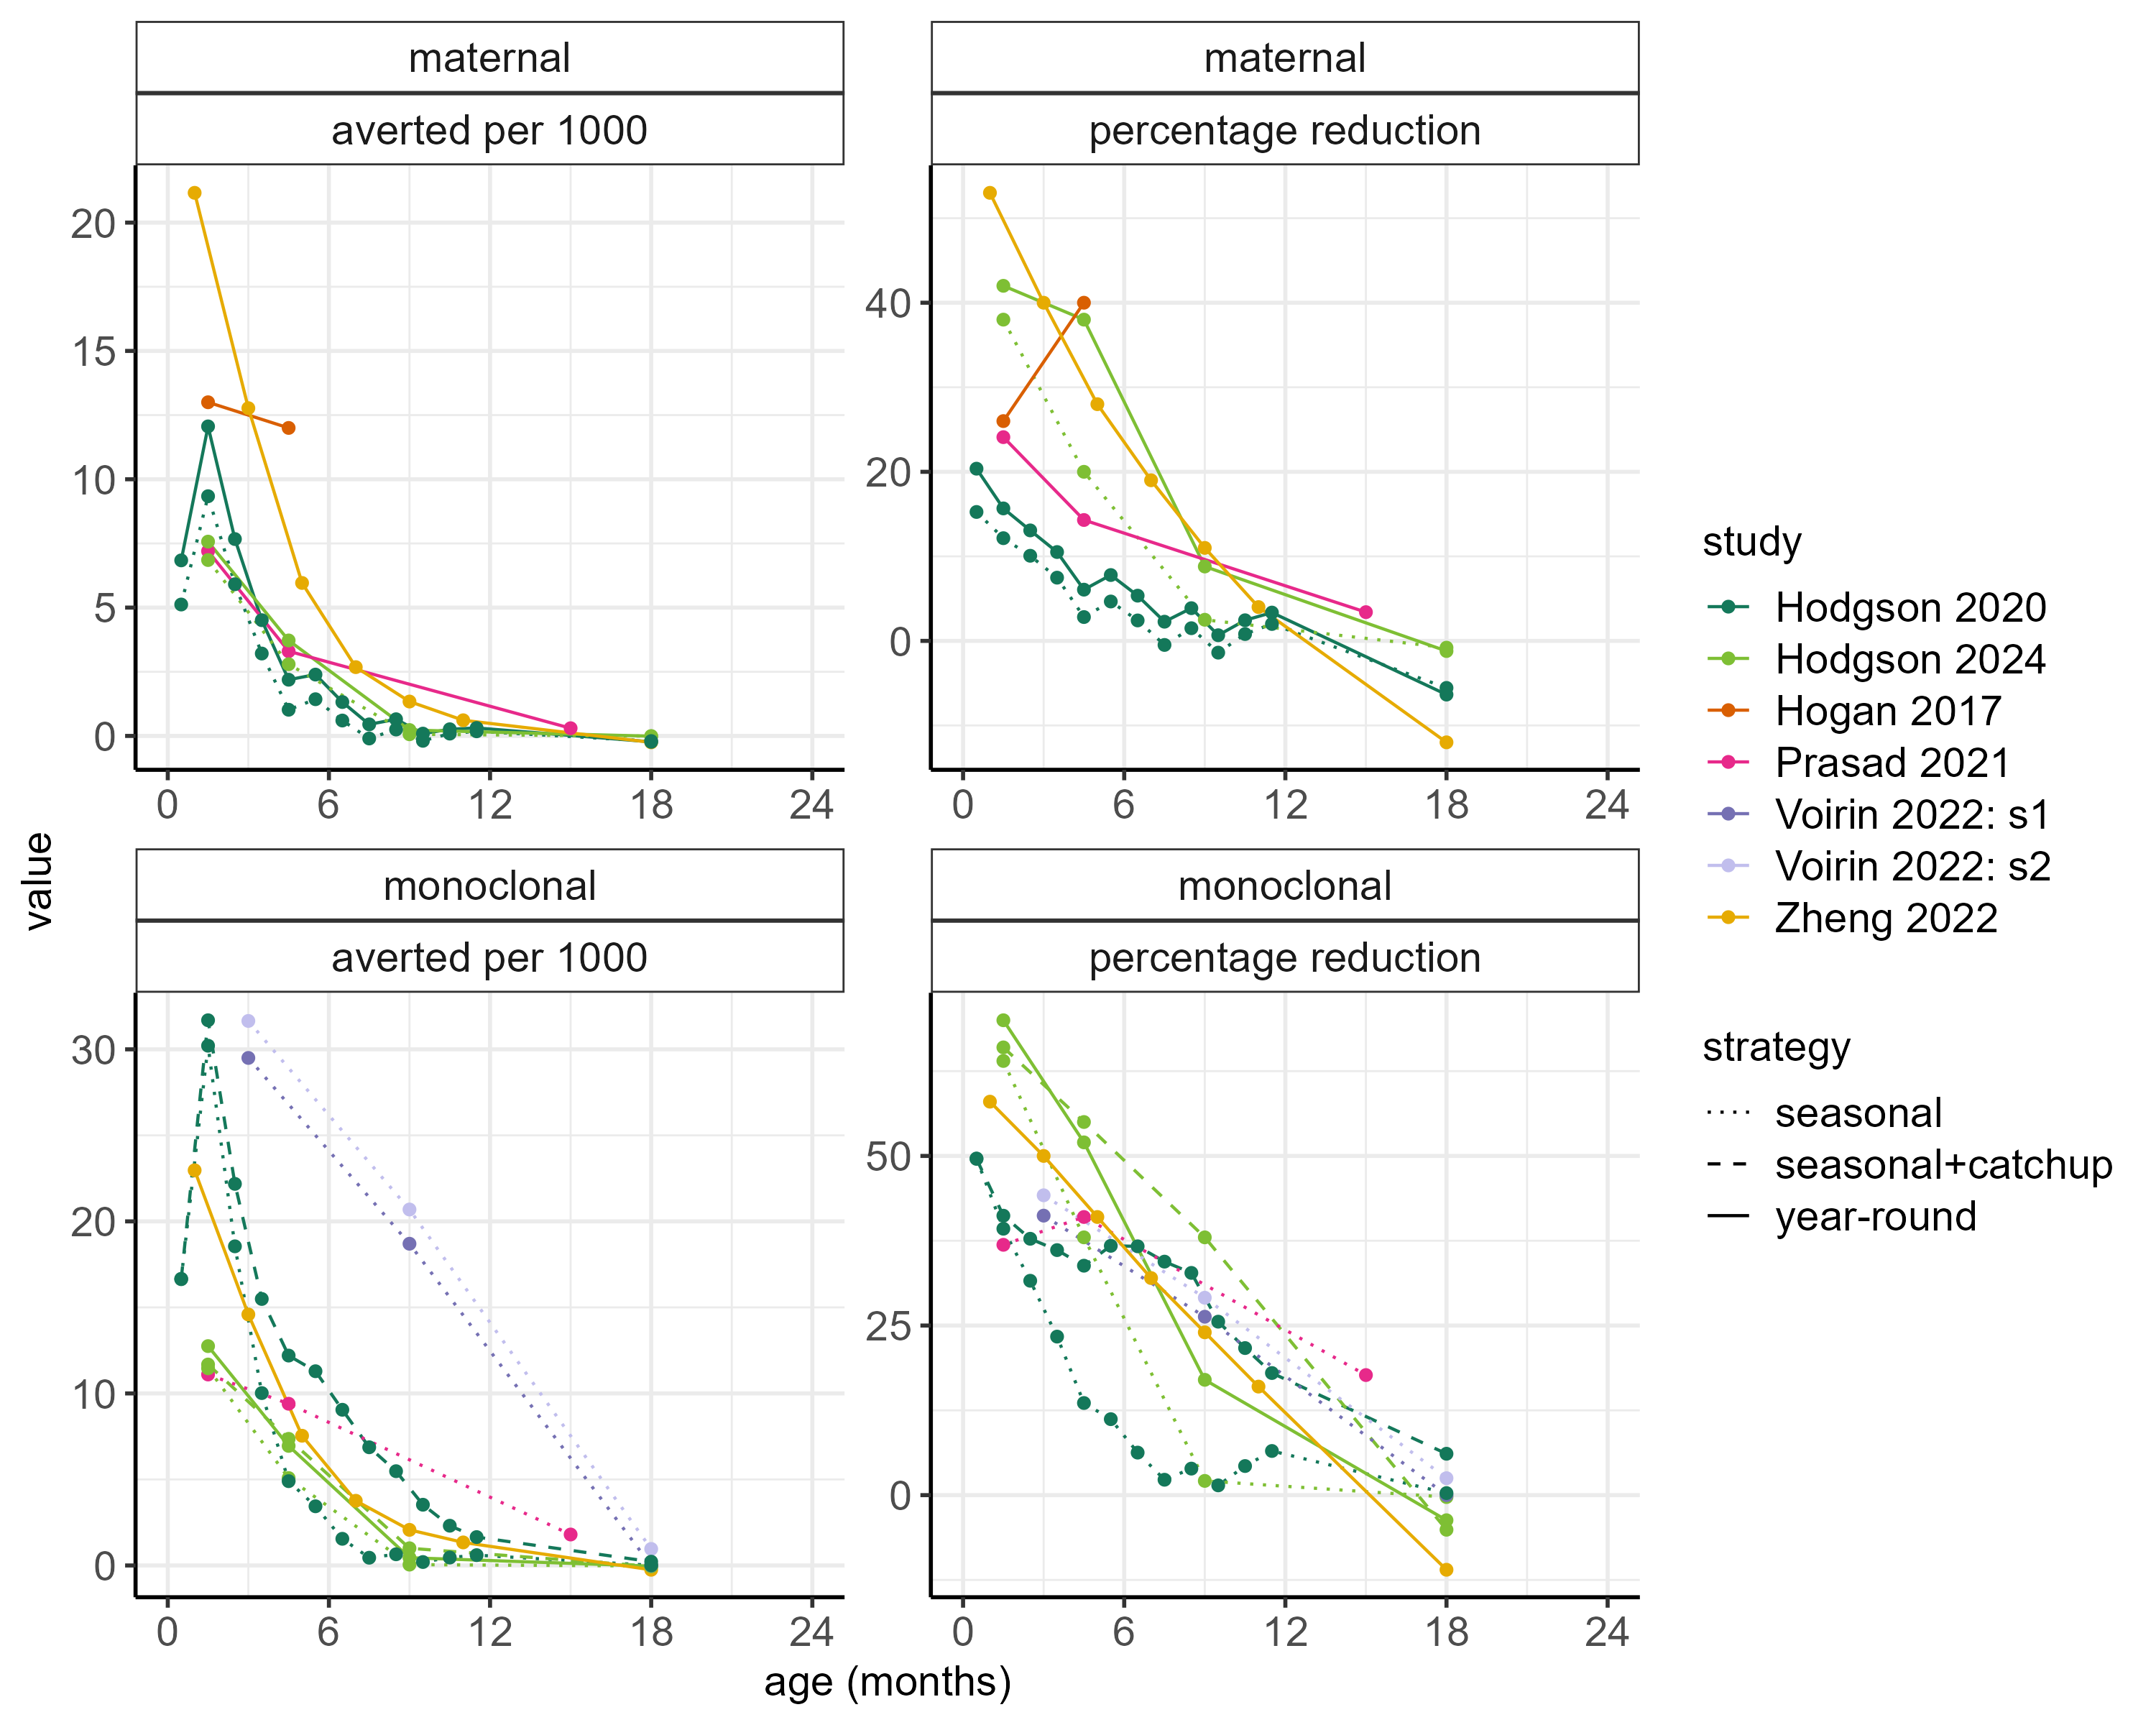 maternal
averted per 1000
20
15
10
5
0
0 6 12 18 24
maternal
percentage reduction
40
20
0
0 6 12 18 24
value
monoclonal
averted per 1000
30
20
10
0
0 6 12 18 24
monoclonal
percentage reduction
50
25
0
0 6 12 18 24
age (months)
study
Hodgson 2020
Hodgson 2024
Hogan 2017
Prasad 2021
Voirin 2022: s1
Voirin 2022: s2
Zheng 2022
strategy
seasonal
seasonal+catchup
year-round